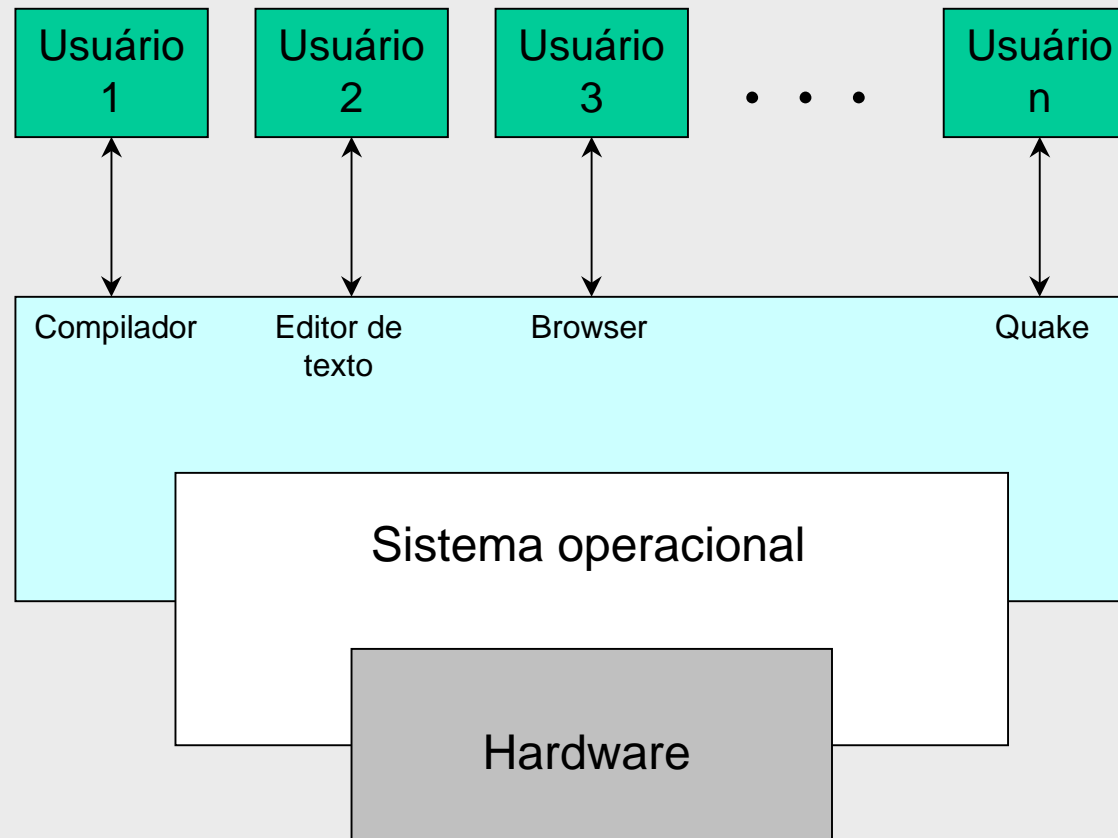 Usuário
1
Usuário
2
Usuário
3
. . .
Usuário
n
Compilador
Editor de
texto
Browser
Quake
Sistema operacional
Hardware